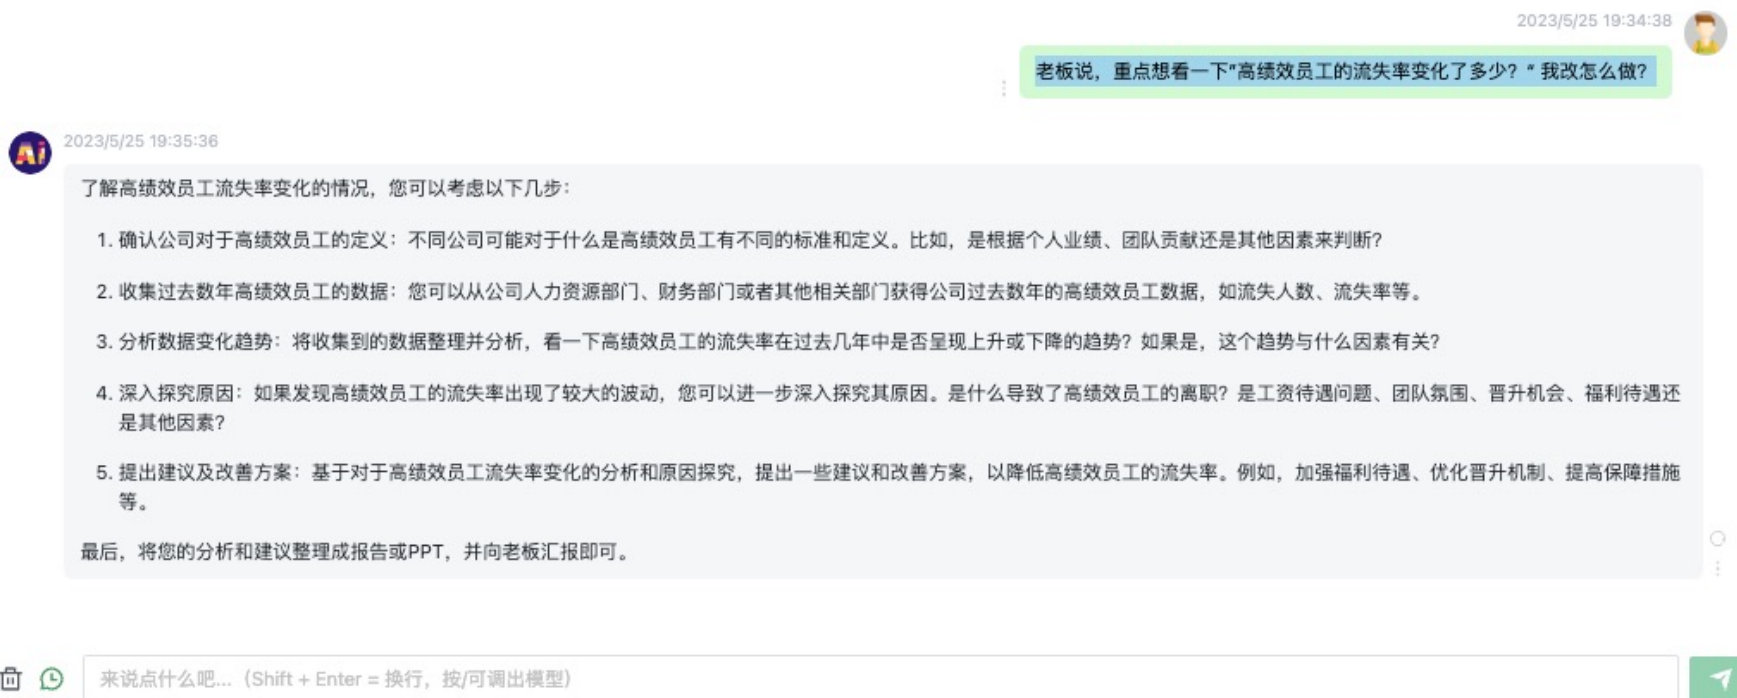 2023/5/25 19:34:38
老板说，重点想看一下“高绩效员工的流失率变化了多少？“ 我改怎么做？
Ai
2023/5/25 19:35:36
了解高绩效员工流失率变化的情况，您可以考虑以下几步：
1. 确认公司对于高绩效员工的定义：不同公司可能对于什么是高绩效员工有不同的标准和定义。比如，是根据个人业绩、团队贡献还是其他因素来判断？
2. 收集过去数年高绩效员工的数据：您可以从公司人力资源部门、财务部门或者其他相关部门获得公司过去数年的高绩效员工数据，如流失人数、流失率等。
3. 分析数据变化趋势：将收集到的数据整理并分析，看一下高绩效员工的流失率在过去几年中是否呈现上升或下降的趋势？如果是，这个趋势与什么因素有关？
4. 深入探究原因：如果发现高绩效员工的流失率出现了较大的波动，您可以进一步深入探究其原因。是什么导致了高绩效员工的离职？是工资待遇问题、团队氛围、晋升机会、福利待遇还
是其他因素？
5. 提出建议及改善方案：基于对于高绩效员工流失率变化的分析和原因探究，提出一些建议和改善方案，以降低高绩效员工的流失率。例如，加强福利待遇、优化晋升机制、提高保障措施
等。
最后，将您的分析和建议整理成报告或PPT，并向老板汇报即可。
来说点什么吧...（Shift + Enter = 换行，按/可调出模型）